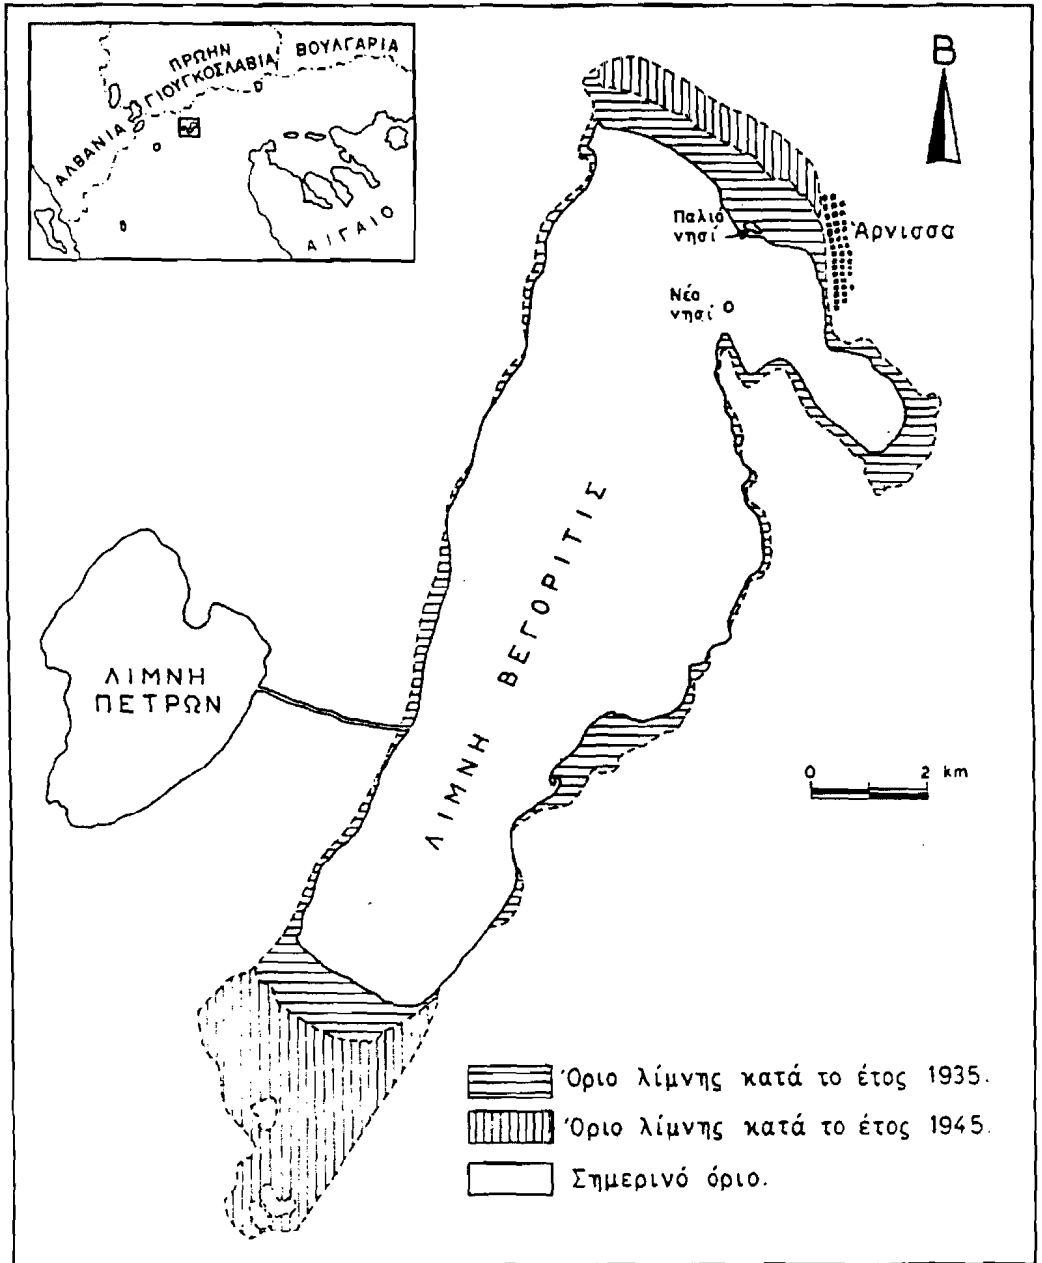 ΠΡΩΗΝ
ΓΙΟΥΓΚΟΣΛΑΒΙΑ
ΒΟΥΛΓΑΡΙΑ
ΑΛΒΑΝΙΑ
ΑΙΓΑΙΟ
Β
Παλιό
νησί
Άρνισσα
Νέο
νησί
ΛΙΜΝΗ ΒΕΓΟΡΙΤΙΣ
ΛΙΜΝΗ
ΠΕΤΡΩΝ
0 2 km
Όριο λίμνης κατά το έτος 1935.
Όριο λίμνης κατά το έτος 1945.
Σημερινό όριο.